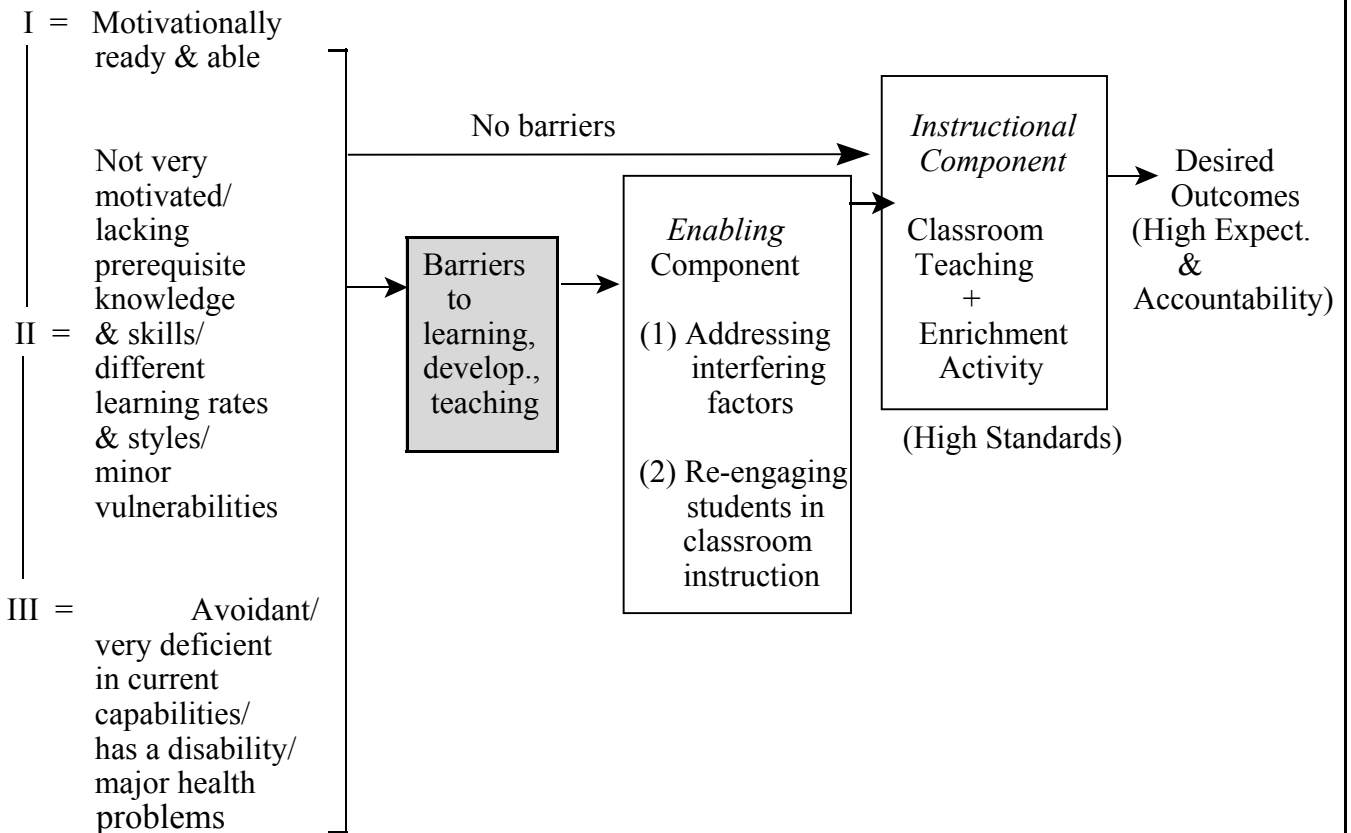 I = Motivationally
ready & able
Not very
motivated/
lacking
prerequisite
knowledge
II = & skills/
different
learning rates
& styles/
minor
vulnerabilities
III = Avoidant/
very deficient
in current
capabilities/
has a disability/
major health
problems
No barriers
Barriers
to
learning,
develop.,
teaching
Enabling
Component
(1) Addressing
interfering
factors
(2) Re-engaging
students in
classroom
instruction
Instructional
Component
Classroom
Teaching
+
Enrichment
Activity
(High Standards)
Desired
Outcomes
(High Expect.
&
Accountability)